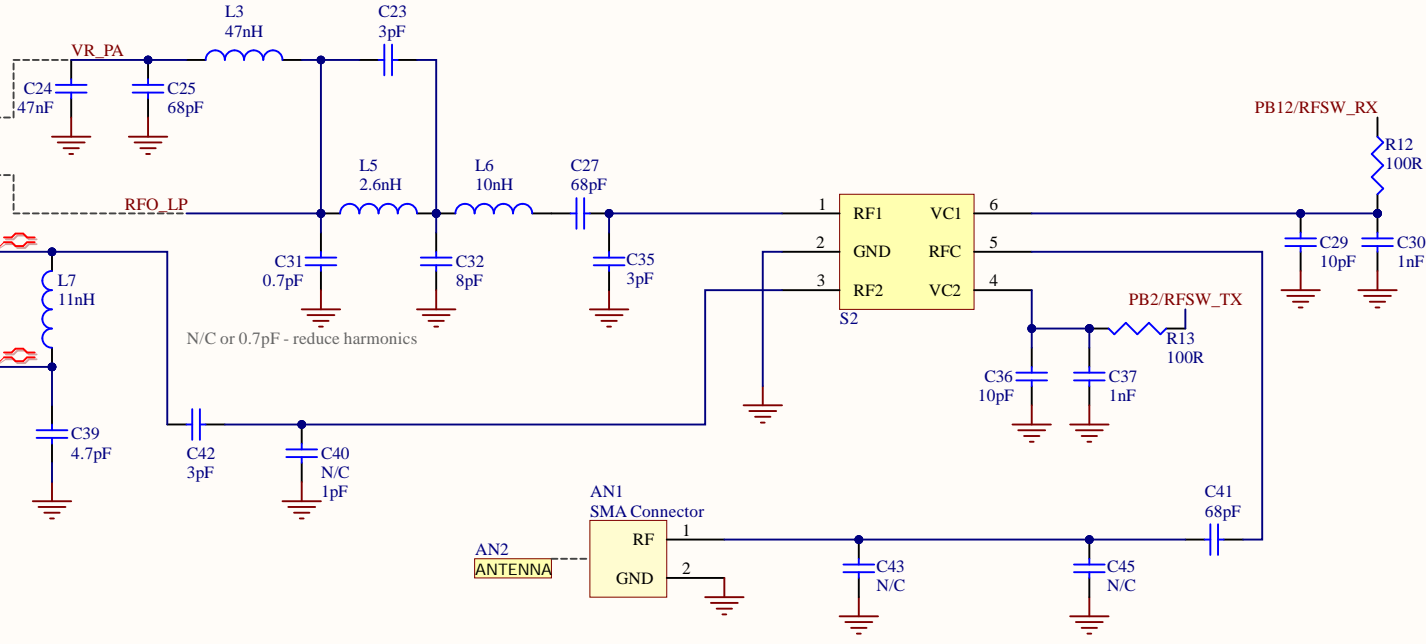 L3
47nH
C23
3pF
VR_PA
C24
47nF
C25
68pF
PB12/RFSW_RX
R12
100R
L5
2.6nH
L6
10nH
C27
68pF
RFO_LP
1
RF1
VC1
6
2
GND
RFC
5
3
RF2
VC2
4
S2
C29
10pF
C30
1nF
C31
0.7pF
C32
8pF
C35
3pF
L7
11nH
PB2/RFSW_TX
R13
100R
N/C or 0.7pF - reduce harmonics
C36
10pF
C37
1nF
C39
4.7pF
C42
3pF
C40
N/C
1pF
AN1
SMA Connector
RF
1
GND
2
AN2
ANTENNA
C41
68pF
C43
N/C
C45
N/C